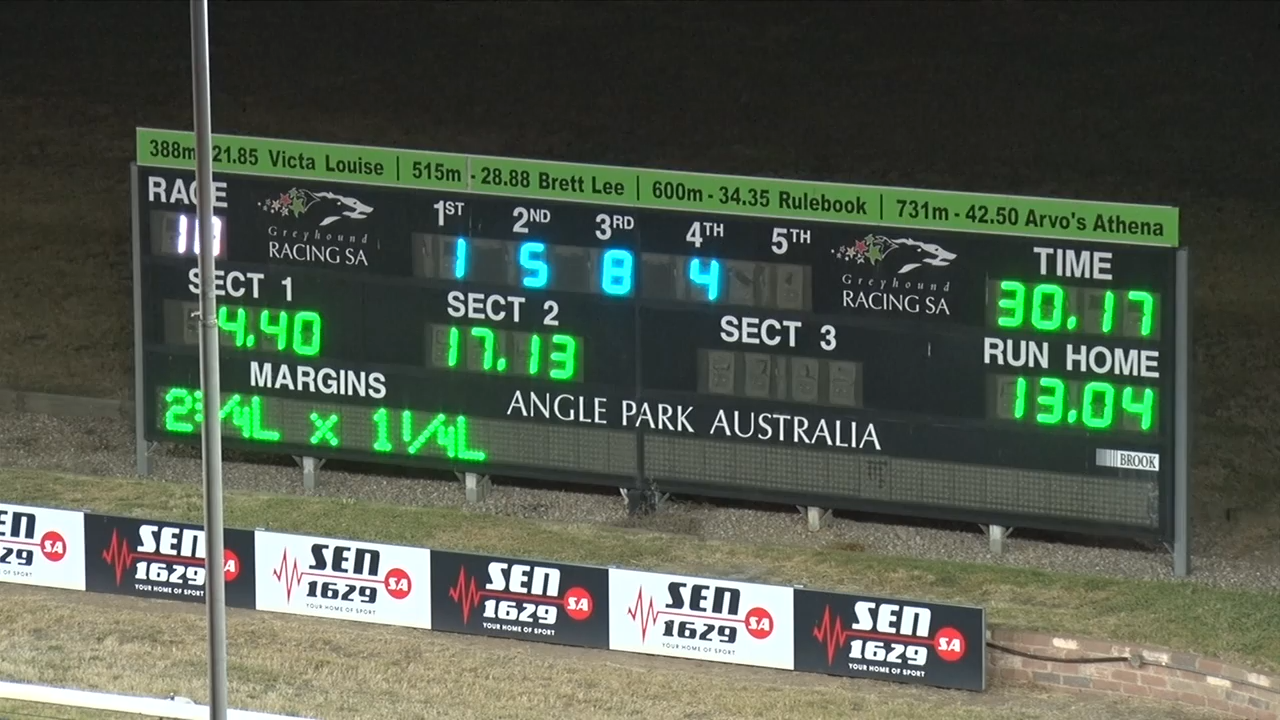 388m 21.85 Victa Louise | 515m - 28.88 Brett Lee | 600m - 34.35 Rulebook | 731m - 42.50 Arvo's Athena
RACE
Greyhound
RACING SA
1ST 2ND 3RD 4TH 5TH
1 5 8 4
Greyhound
RACING SA
TIME
30.17
SECT 1
4.40
SECT 2
17.13
SECT 3
RUN HOME
13.04
MARGINS
2¾L x 1¼L
ANGLE PARK AUSTRALIA
BROOK
SEN
SA
SEN
1629
YOUR HOME OF SPORT
SEN
1629
SA
YOUR HOME OF SPORT
SEN
1629
SA
YOUR HOME OF SPORT
SEN
1629
SA
YOUR HOME OF SPORT
SEN
1629
SA
YOUR HOME OF SPORT